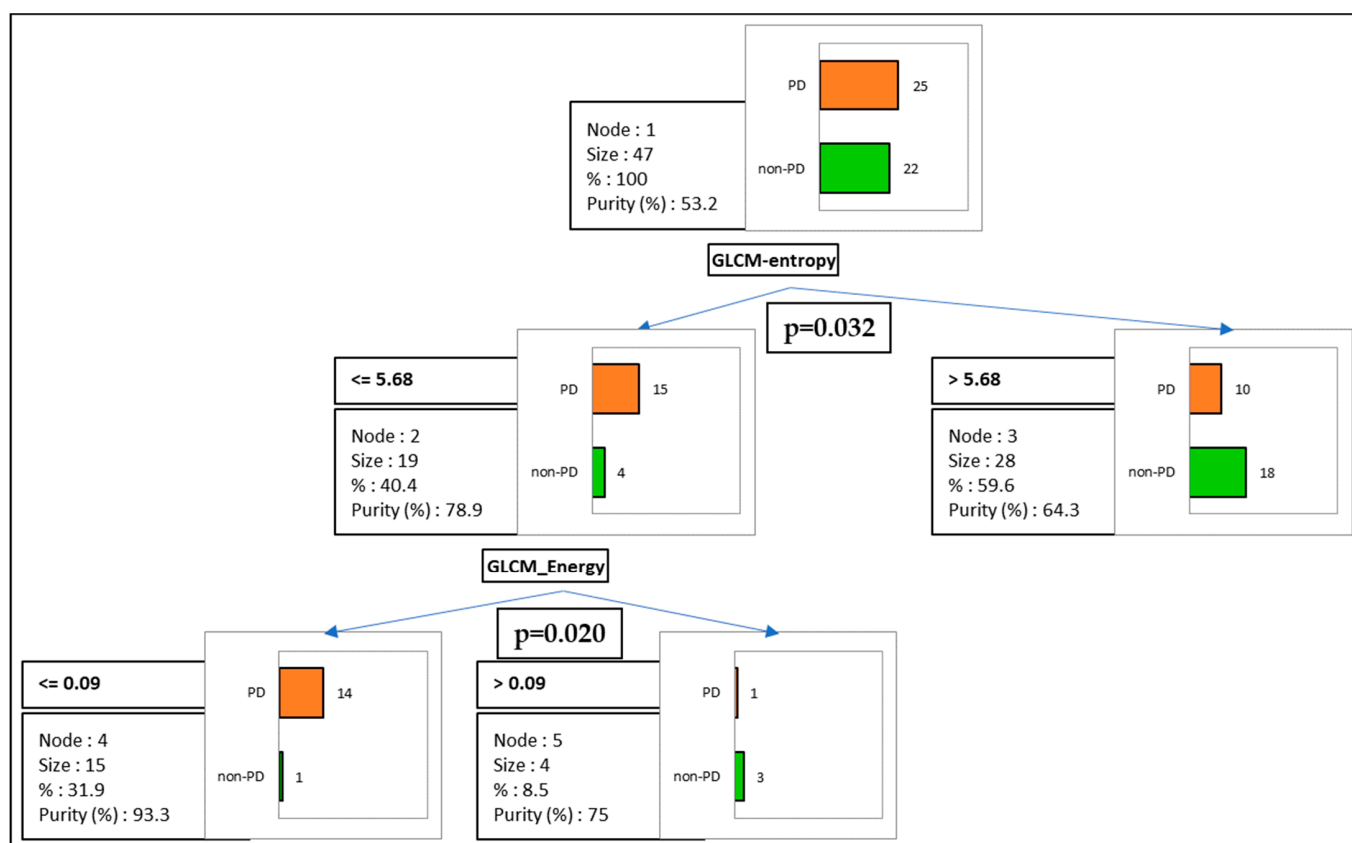 PD
25
non-PD
22
Node : 1
Size : 47
% : 100
Purity (%) : 53.2
GLCM-entropy
p=0.032
<= 5.68
PD
15
non-PD
4
Node : 2
Size : 19
% : 40.4
Purity (%) : 78.9
> 5.68
PD
10
non-PD
18
Node : 3
Size : 28
% : 59.6
Purity (%) : 64.3
GLCM_Energy
p=0.020
<= 0.09
PD
14
non-PD
1
Node : 4
Size : 15
% : 31.9
Purity (%) : 93.3
> 0.09
PD
1
non-PD
3
Node : 5
Size : 4
% : 8.5
Purity (%) : 75